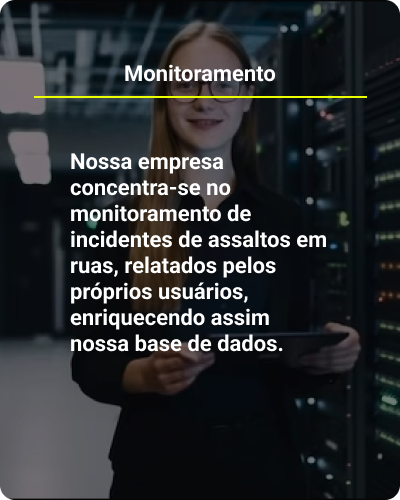 Monitoramento
Nossa empresa
concentra-se no
monitoramento de
incidentes de assaltos em
ruas, relatados pelos
próprios usuários,
enriquecendo assim
nossa base de dados.